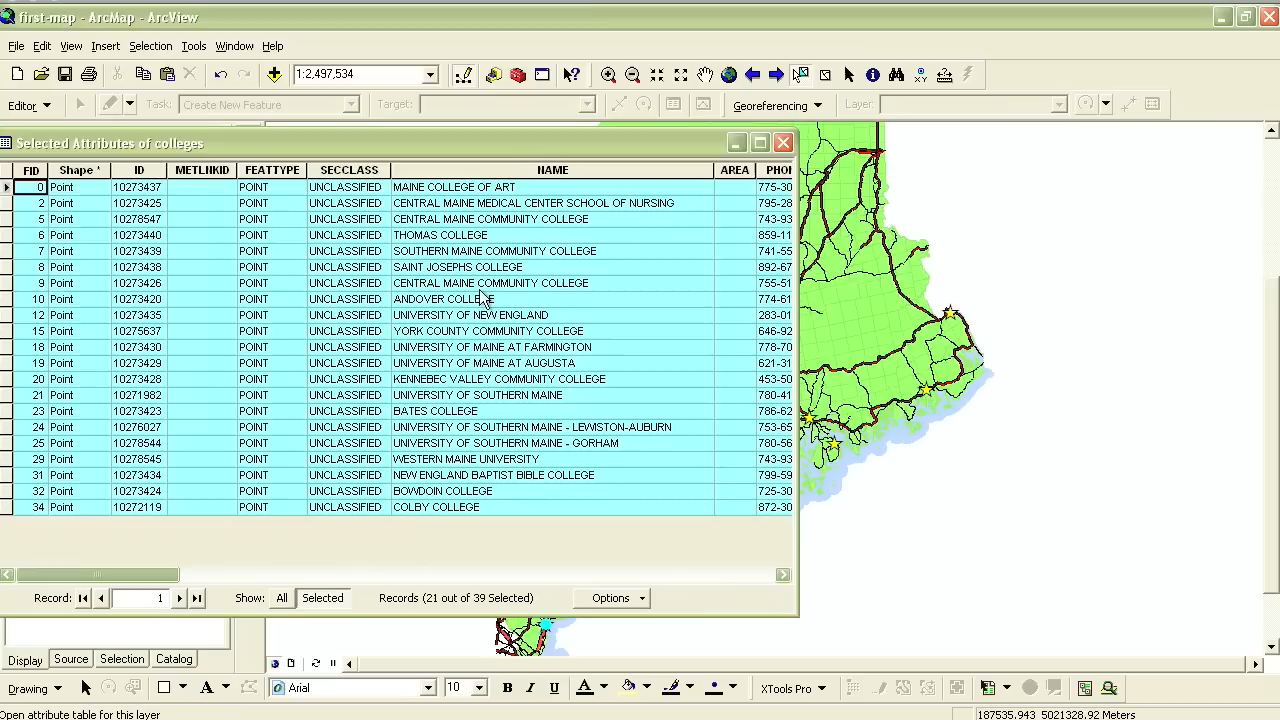 first-map - ArcMap - ArcView
File Edit View Insert Selection Tools Window Help
1:2,497,534
Editor Task: Create New Feature Target: Georeferencing Layer:
Selected Attributes of colleges
FID Shape * ID METLNKID FEATTYPE SECCLASS NAME AREA PHO
0 Point 10273437 POINT UNCLASSIFIED MAINE COLLEGE OF ART 775-30
2 Point 10273425 POINT UNCLASSIFIED CENTRAL MAINE MEDICAL CENTER SCHOOL OF NURSING 795-28
5 Point 10278547 POINT UNCLASSIFIED CENTRAL MAINE COMMUNITY COLLEGE 743-93
6 Point 10273440 POINT UNCLASSIFIED THOMAS COLLEGE 859-11
7 Point 10273439 POINT UNCLASSIFIED SOUTHERN MAINE COMMUNITY COLLEGE 741-55
8 Point 10273438 POINT UNCLASSIFIED SAINT JOSEPHS COLLEGE 892-67
9 Point 10273426 POINT UNCLASSIFIED CENTRAL MAINE COMMUNITY COLLEGE 755-51
10 Point 10273420 POINT UNCLASSIFIED ANDOVER COLLEGE 774-61
12 Point 10273435 POINT UNCLASSIFIED UNIVERSITY OF NEW ENGLAND 283-01
15 Point 10275637 POINT UNCLASSIFIED YORK COUNTY COMMUNITY COLLEGE 646-92
18 Point 10273430 POINT UNCLASSIFIED UNIVERSITY OF MAINE AT FARMINGTON 778-70
19 Point 10273429 POINT UNCLASSIFIED UNIVERSITY OF MAINE AT AUGUSTA 621-31
20 Point 10273428 POINT UNCLASSIFIED KENNEBEC VALLEY COMMUNITY COLLEGE 453-50
21 Point 10271982 POINT UNCLASSIFIED UNIVERSITY OF SOUTHERN MAINE 780-41
23 Point 10273423 POINT UNCLASSIFIED BATES COLLEGE 786-62
24 Point 10276027 POINT UNCLASSIFIED UNIVERSITY OF SOUTHERN MAINE - LEWISTON-AUBURN 753-65
25 Point 10278544 POINT UNCLASSIFIED UNIVERSITY OF SOUTHERN MAINE - GORHAM 780-56
29 Point 10278545 POINT UNCLASSIFIED WESTERN MAINE UNIVERSITY 743-93
31 Point 10273434 POINT UNCLASSIFIED NEW ENGLAND BAPTIST BIBLE COLLEGE 799-59
32 Point 10273424 POINT UNCLASSIFIED BOWDOIN COLLEGE 725-30
34 Point 10272119 POINT UNCLASSIFIED COLBY COLLEGE 872-30
Record: 1 Show: All Selected Records (21 out of 39 Selected) Options
Display Source Selection Catalog
Drawing A Arial 10 B I U A XTools Pro
Open attribute table for this layer 187535.943 5021328.92 Meters